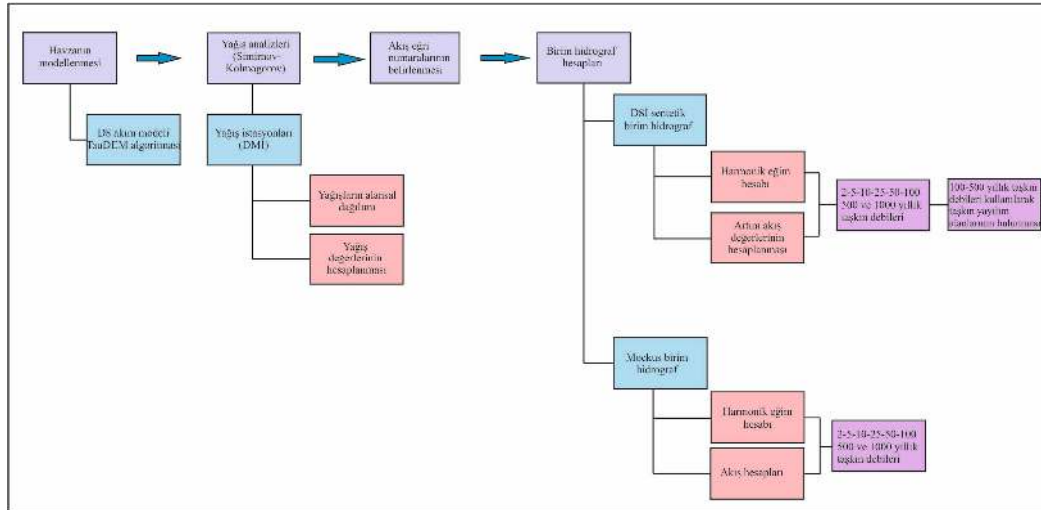 Havzanın
modellenmesi
Yağış analizleri
(Simirnav-
Kolmagorov)
Akış eğri
numaralarının
belirlenmesi
Birim hidrograf
hesapları
D8 akım modeli
TauDEM algoritması
Yağış istasyonları
(DMİ)
Yağışların alansal
dağılımı
Yağış
değerlerinin
hesaplanması
DSİ sentetik
birim hidrograf
Harmonik eğim
hesabı
Artım akış
değerlerinin
hesaplanması
2-5-10-25-50-100
500 ve 1000 yıllık
taşkın debileri
100-500 yıllık taşkın
debileri kullanılarak
taşkın yayılım
alanlarının bulunması
Mockus birim
hidrograf
Harmonik eğim
hesabı
Akış hesapları
2-5-10-25-50-100
500 ve 1000 yıllık
taşkın debileri